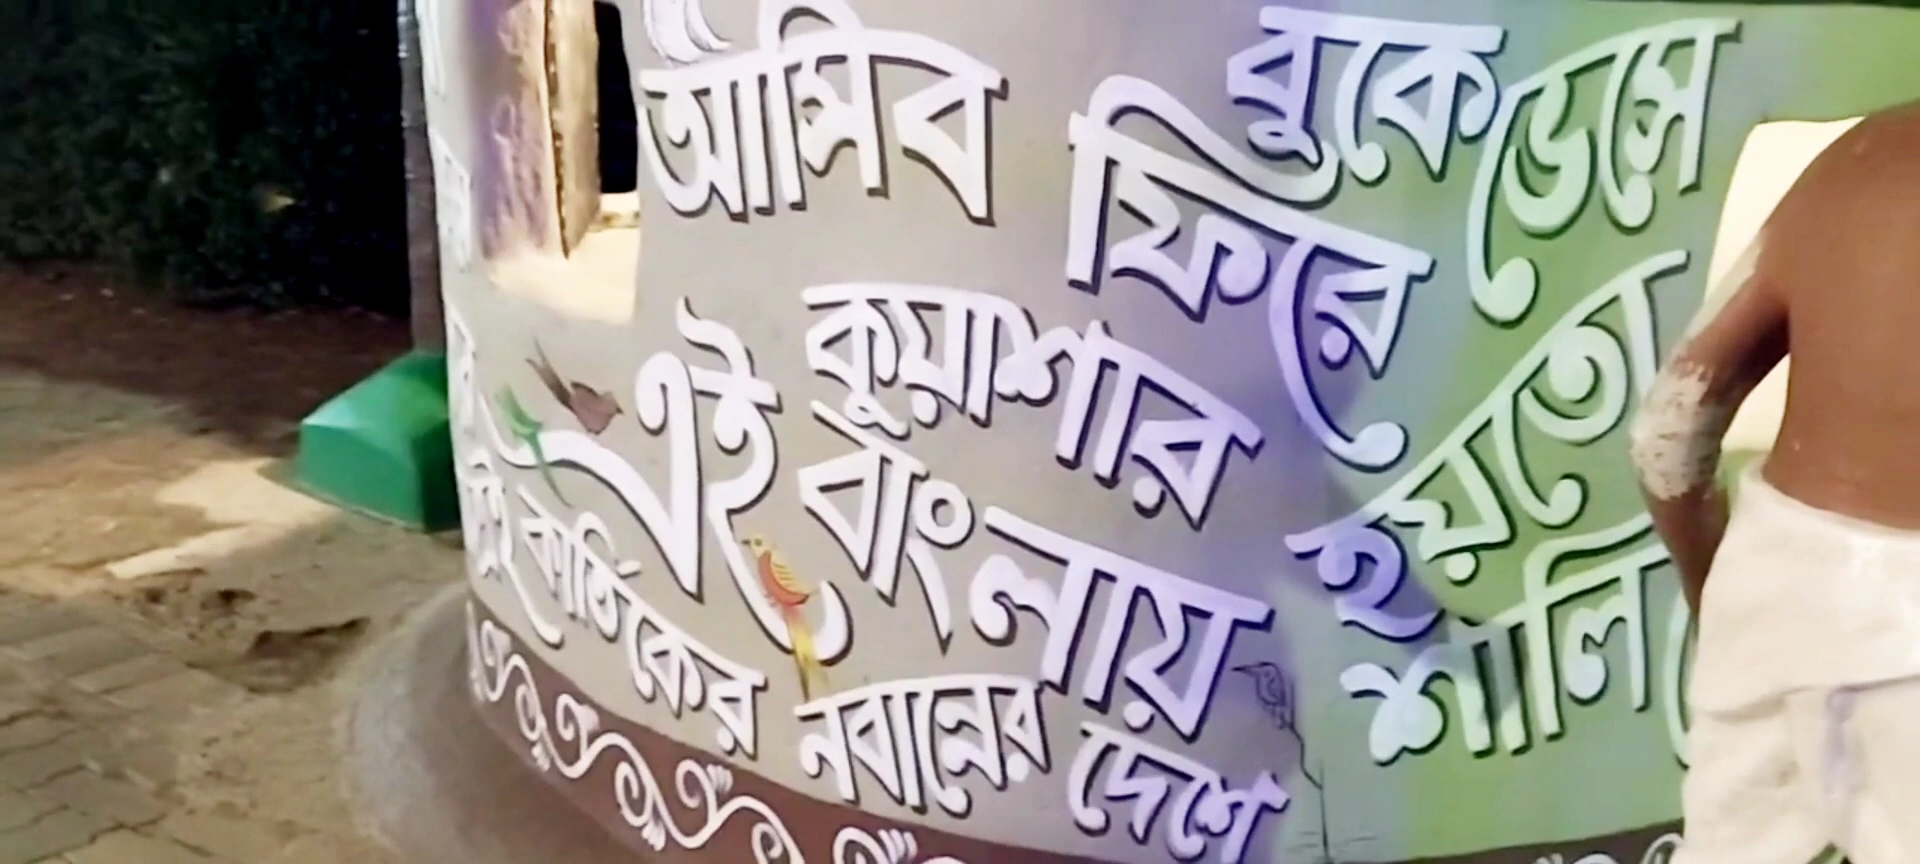 আসিব ফিরে
কুয়াশার বুকে ভেসে
এই বাংলায়
হয়তো
কার্তিকের নবান্নের দেশে